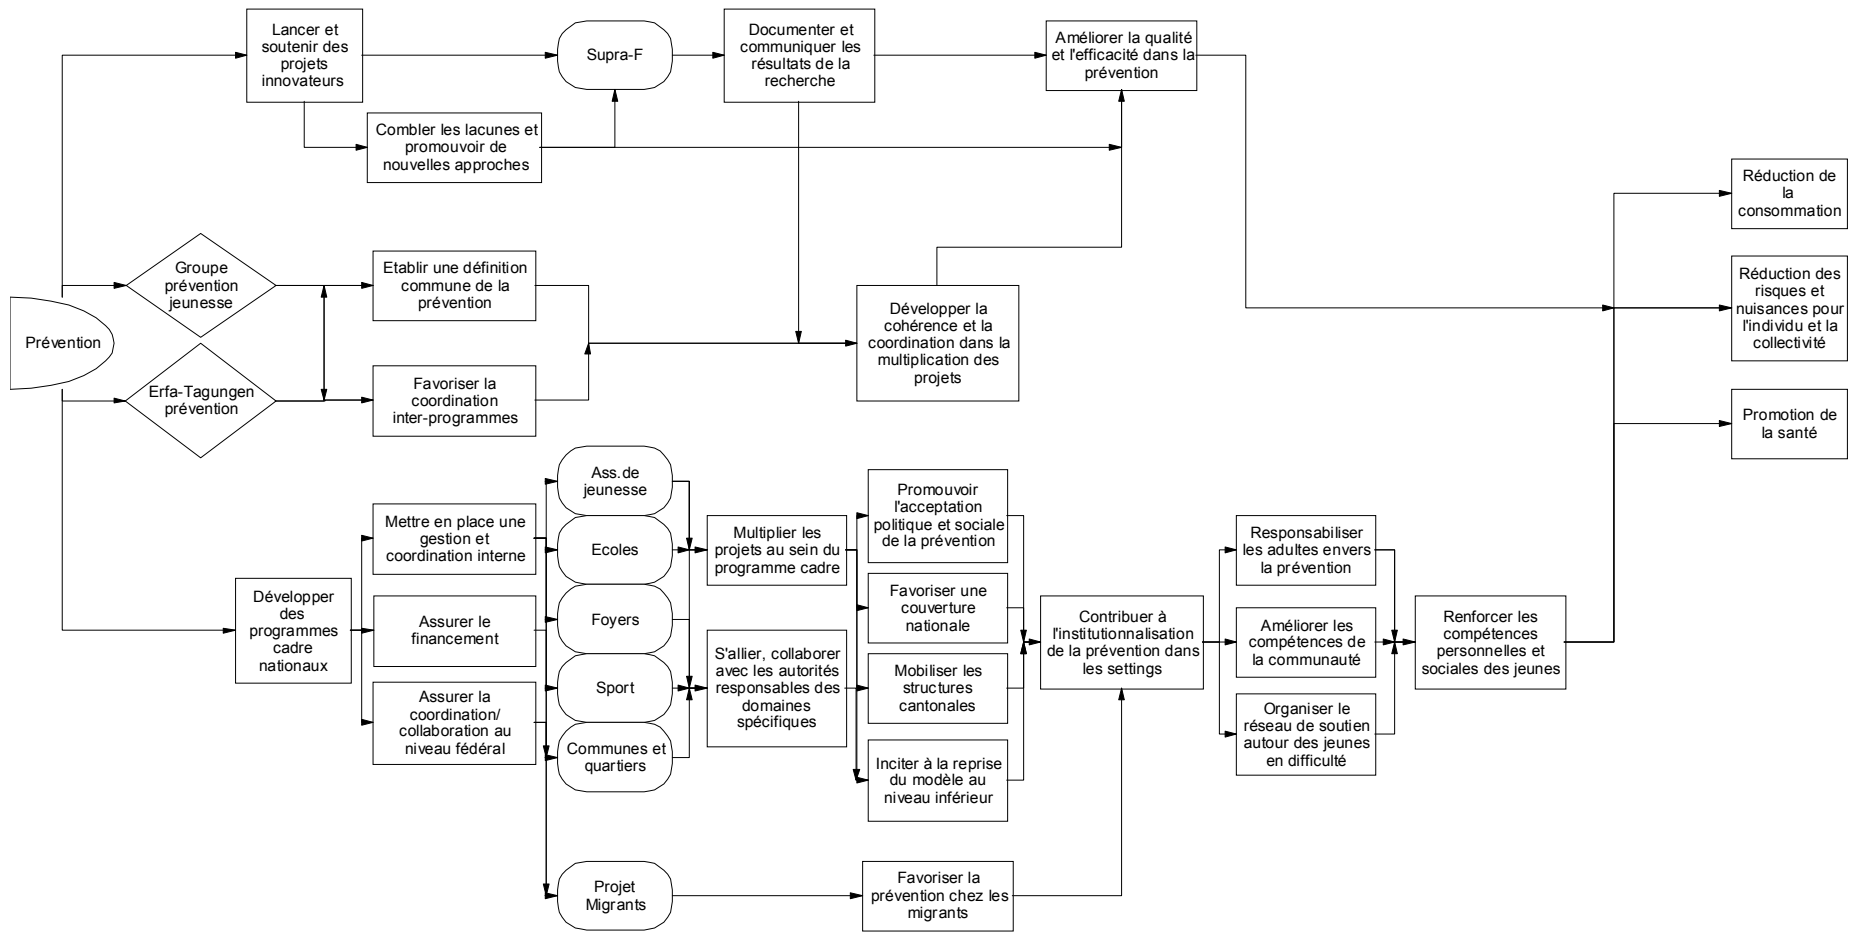 Lancer et
soutenir des
projets
innovateurs
Supra-F
Documenter et
communiquer les
résultats de la
recherche
Améliorer la qualité
et l'efficacité dans la
prévention
Combler les lacunes et
promouvoir de
nouvelles approches
Réduction de
la
consommation
Groupe
prévention
jeunesse
Etablir une définition
commune de la
prévention
Réduction des
risques et
nuisances pour
l'individu et la
collectivité
Prévention
Développer la
cohérence et la
coordination dans la
multiplication des
projets
Erfa-Tagungen
prévention
Favoriser la
coordination
inter-programmes
Promotion de
la santé
Ass.de
jeunesse
Mettre en place une
gestion et
coordination interne
Ecoles
Multiplier les
projets au sein du
programme cadre
Promouvoir
l'acceptation
politique et sociale
de la prévention
Responsabiliser
les adultes envers
la prévention
Développer
des
programmes
cadre
nationaux
Assurer le
financement
Foyers
Favoriser une
couverture
nationale
Contribuer à
l'institutionnalisation
de la prévention dans
les settings
Améliorer les
compétences de
la communauté
Renforcer les
compétences
personnelles et
sociales des jeunes
S'allier, collaborer
avec les autorités
responsables des
domaines
spécifiques
Sport
Mobiliser les
structures
cantonales
Assurer la
coordination/
collaboration au
niveau fédéral
Communes et
quartiers
Inciter à la reprise
du modèle au
niveau inférieur
Organiser le
réseau de soutien
autour des jeunes
en difficulté
Projet
Migrants
Favoriser la
prévention chez les
migrants